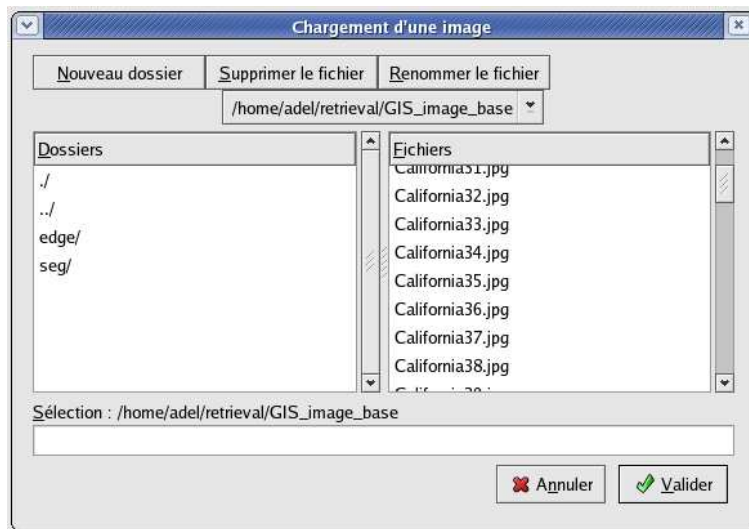 Chargement d'une image
Nouveau dossier Supprimer le fichier Renommer le fichier
/home/adel/retrieval/GIS_image_base
Dossiers
./
../
edge/
seg/
Fichiers
California31.jpg
California32.jpg
California33.jpg
California34.jpg
California35.jpg
California36.jpg
California37.jpg
California38.jpg
Sélection : /home/adel/retrieval/GIS_image_base
Annuler Valider